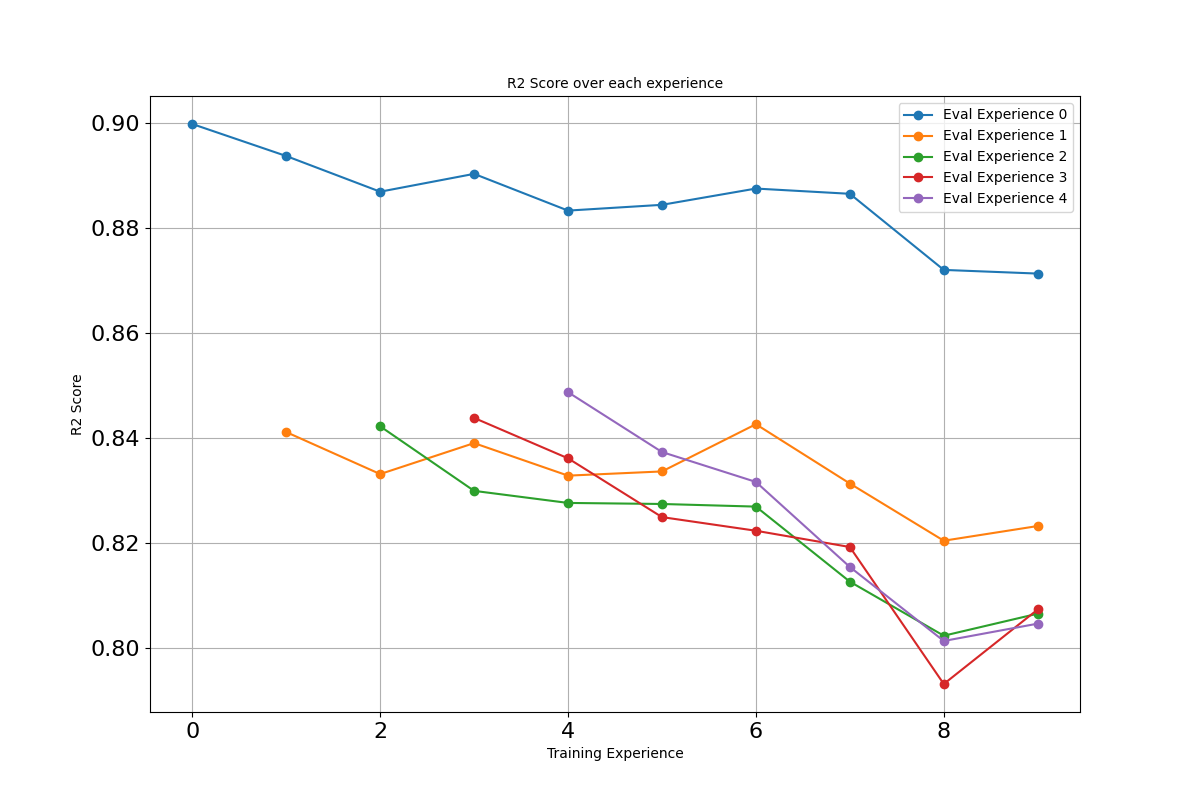 R2 Score over each experience
Eval Experience 0
Eval Experience 1
Eval Experience 2
Eval Experience 3
Eval Experience 4
R2 Score
0.90
0.88
0.86
0.84
0.82
0.80
0 2 4 6 8
Training Experience